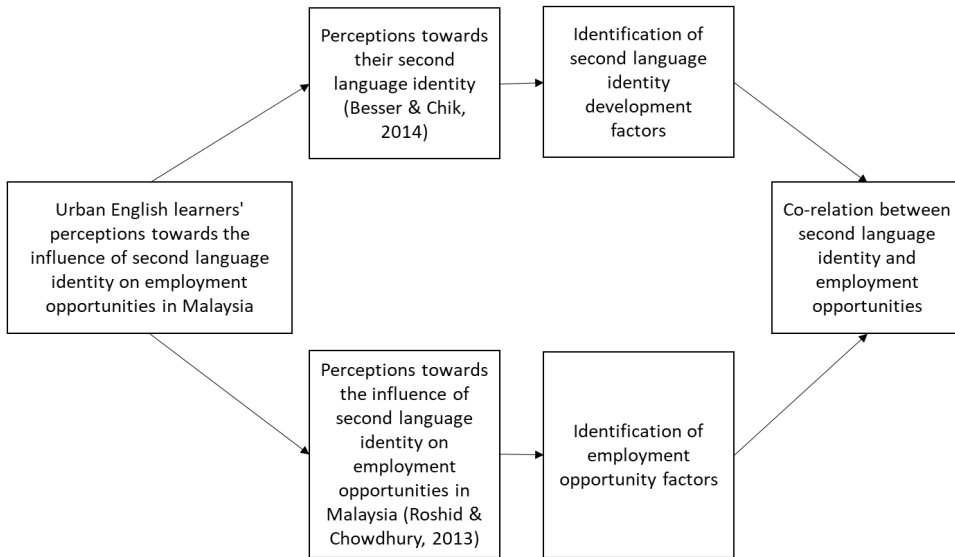 Perceptions towards
their second
language identity
(Besser & Chik,
2014)
Identification of
second language
identity
development
factors
Urban English learners'
perceptions towards the
influence of second language
identity on employment
opportunities in Malaysia
Co-relation between
second language
identity and
employment
opportunities
Perceptions towards
the influence of
second language
identity on
employment
opportunities in
Malaysia (Roshid &
Chowdhury, 2013)
Identification of
employment
opportunity factors